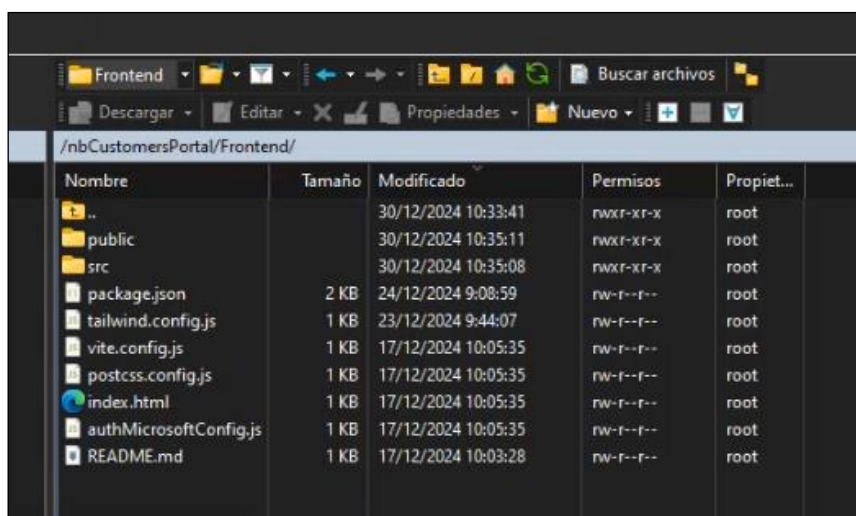 Frontend
Buscar archivos
Descargar Editar Propiedades Nuevo
/nbCustomersPortal/Frontend/
Nombre Tamaño Modificado Permisos Propiet...
.. 30/12/2024 10:33:41 rwxr-xr-x root
public 30/12/2024 10:35:11 rwxr-xr-x root
src 30/12/2024 10:35:08 rwxr-xr-x root
package.json 2 KB 24/12/2024 9:08:59 rw-r--r-- root
tailwind.config.js 1 KB 23/12/2024 9:44:07 rw-r--r-- root
vite.config.js 1 KB 17/12/2024 10:05:35 rw-r--r-- root
postcss.config.js 1 KB 17/12/2024 10:05:35 rw-r--r-- root
index.html 1 KB 17/12/2024 10:05:35 rw-r--r-- root
authMicrosoftConfig.js 1 KB 17/12/2024 10:05:35 rw-r--r-- root
README.md 1 KB 17/12/2024 10:03:28 rw-r--r-- root